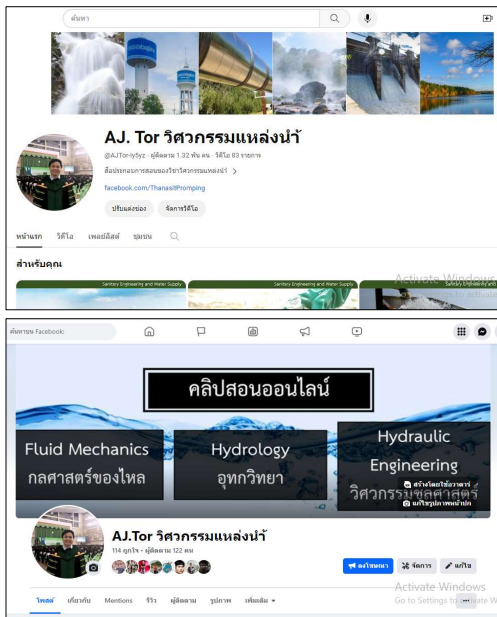 ค้นหา
AJ. Tor วิศวกรรมแหล่งน้ำ
@AJTor-iy5yz · ผู้ติดตาม 1.32 พัน คน · วิดีโอ 83 รายการ
สื่อประกอบการสอนของวิชาวิศวกรรมแหล่งน้ำ >
facebook.com/ThanasitPromping
ปรับแต่งช่อง จัดการวิดีโอ
หน้าแรก วิดีโอ เพลย์ลิสต์ ชุมชน
สำหรับคุณ
Activate Windows
Sanitary Engineering and Water Supply Sanitary Engineering and Water Supply Sanitary Engineering and
ค้นหาบน Facebook
คลิปสอนออนไลน์
Fluid Mechanics
กลศาสตร์ของไหล
Hydrology
อุทกวิทยา
Hydraulic
Engineering
วิศวกรรมชลศาสตร์
สร้างโดยใช้อวาตาร์
แก้ไขรูปภาพหน้าปก
AJ.Tor วิศวกรรมแหล่งน้ำ
114 ถูกใจ • ผู้ติดตาม 122 คน
ลงโฆษณา จัดการ แก้ไข
Activate Windows
Go to Settings to activate W
โพสต์ เกี่ยวกับ Mentions รีวิว ผู้ติดตาม รูปภาพ เพิ่มเติม